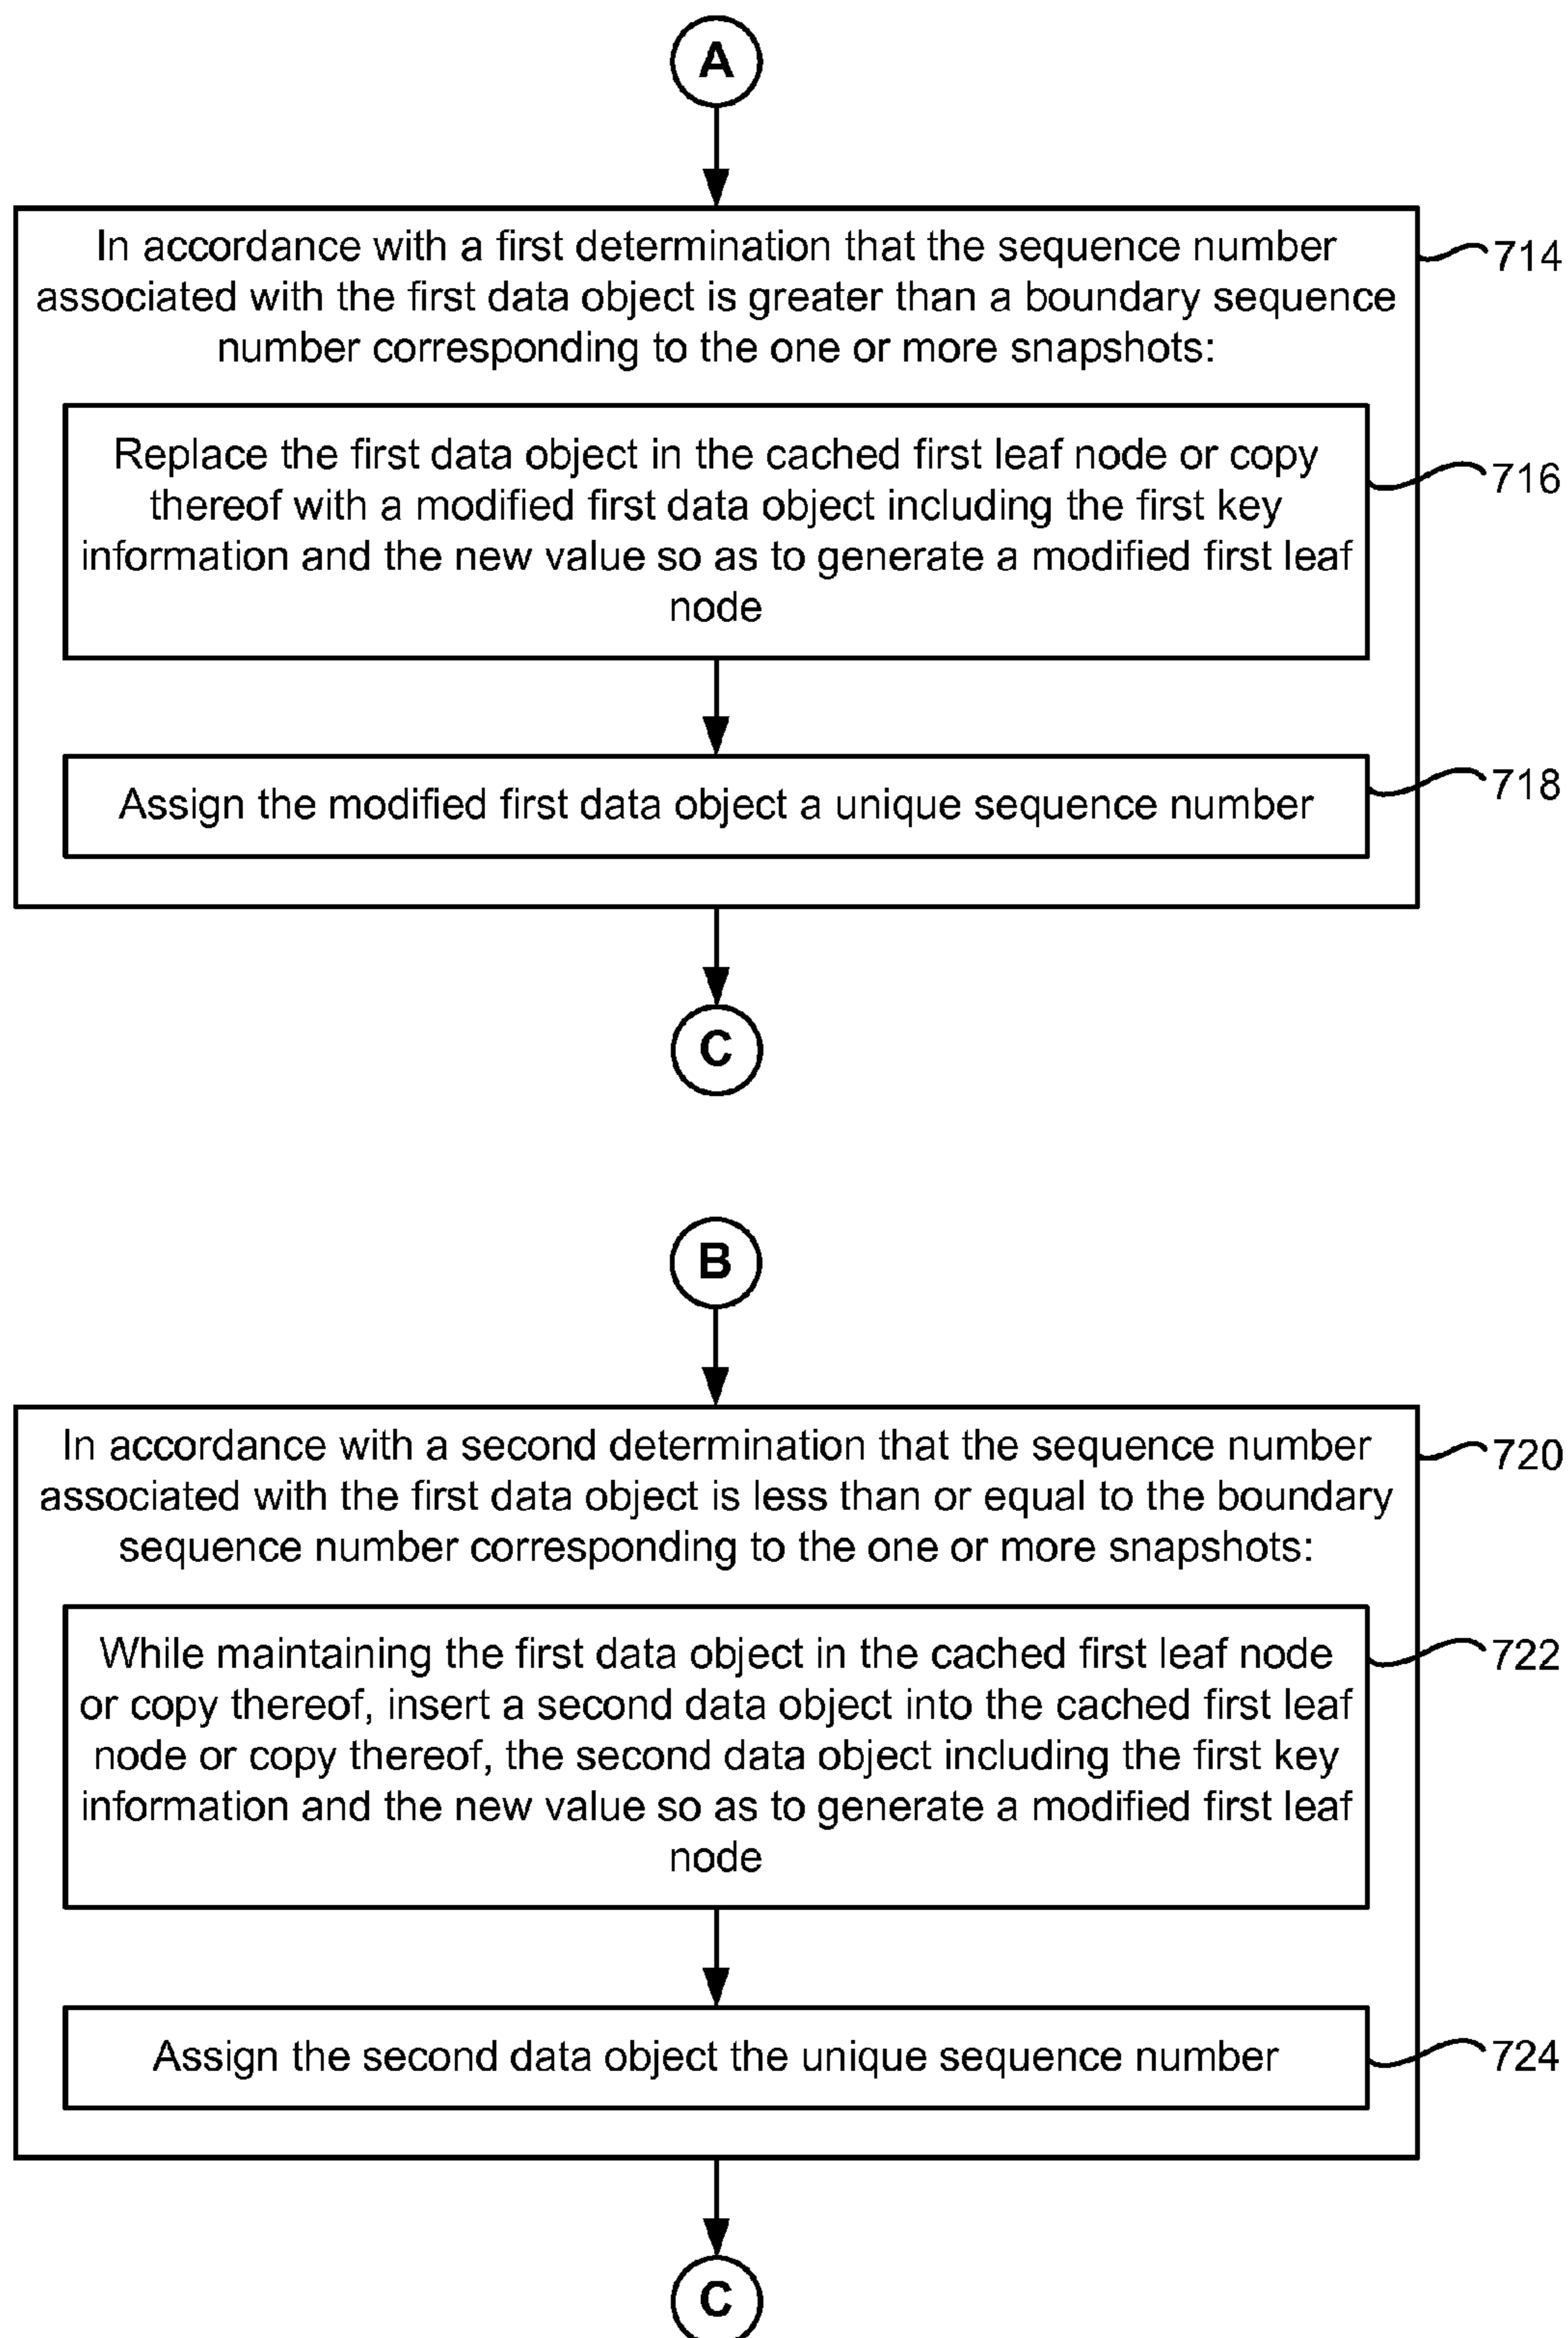 A
In accordance with a first determination that the sequence number
associated with the first data object is greater than a boundary sequence
number corresponding to the one or more snapshots:
714
Replace the first data object in the cached first leaf node or copy
thereof with a modified first data object including the first key
information and the new value so as to generate a modified first leaf
node
716
Assign the modified first data object a unique sequence number
718
C
B
In accordance with a second determination that the sequence number
associated with the first data object is less than or equal to the boundary
sequence number corresponding to the one or more snapshots:
720
While maintaining the first data object in the cached first leaf node
or copy thereof, insert a second data object into the cached first leaf
node or copy thereof, the second data object including the first key
information and the new value so as to generate a modified first leaf
node
722
Assign the second data object the unique sequence number
724
C